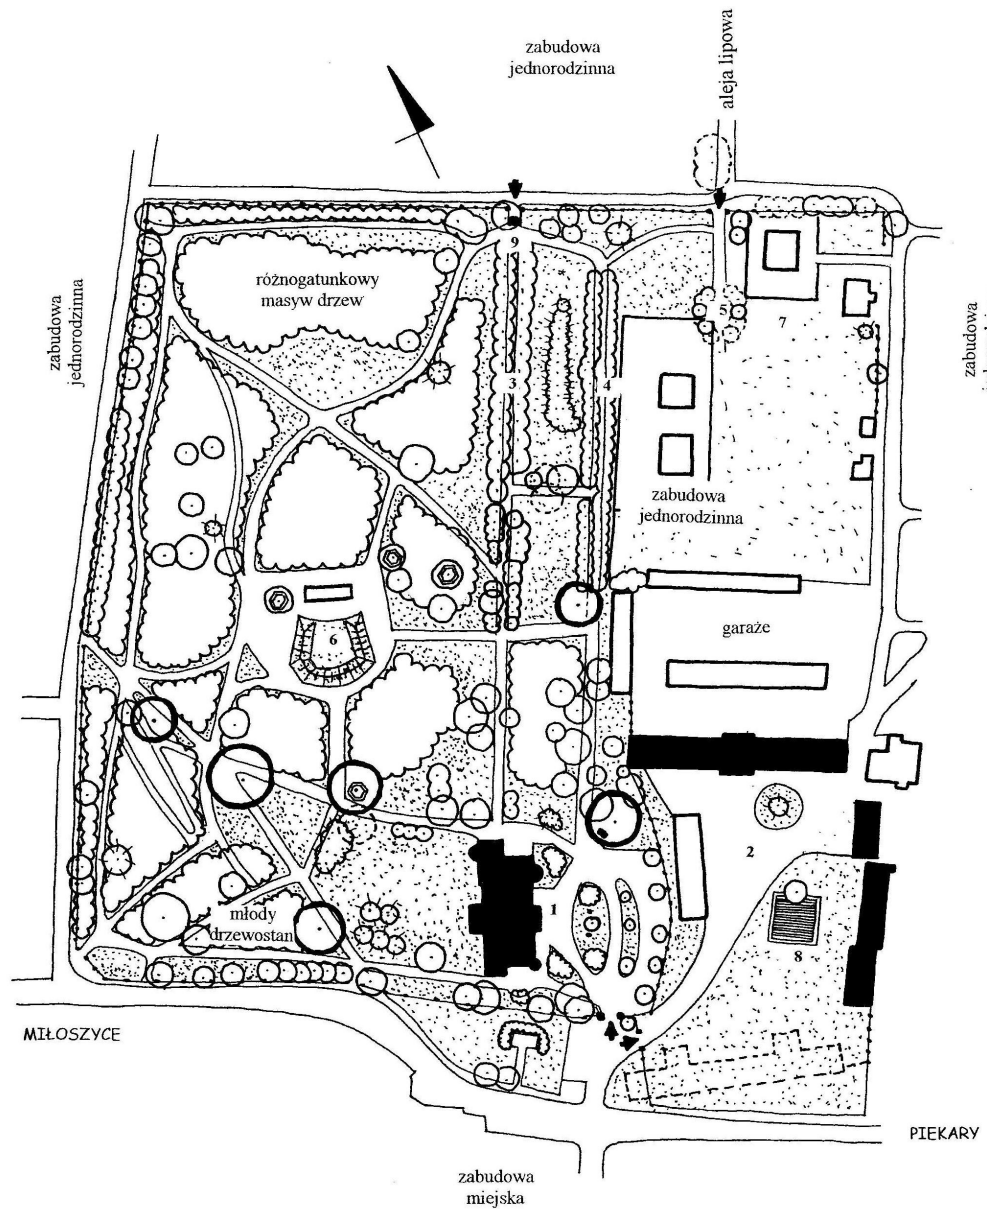 zabudowa
jednorodzinna
aleja lipowa
różnogatunkowy
masyw drzew
zabudowa
jednorodzinna
zabudowa
9
5
7
3
4
zabudowa
jednorodzinna
6
garaże
2
1
młody
drzewostan
8
MIŁOSZYCE
PIEKARY
zabudowa
miejska